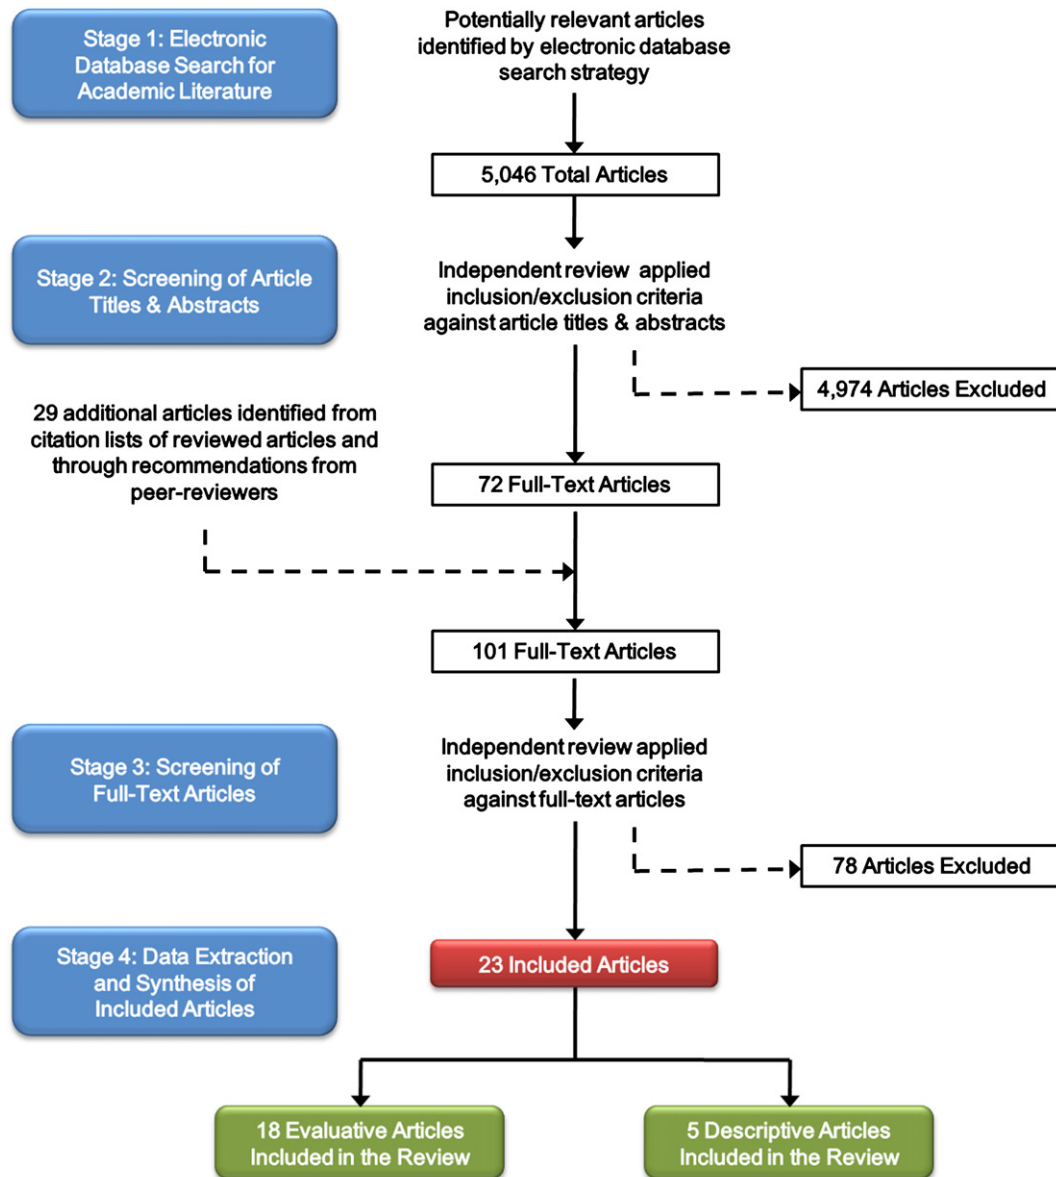 Stage 1: Electronic
Database Search for
Academic Literature
Potentially relevant articles
identified by electronic database
search strategy
5,046 Total Articles
Stage 2: Screening of Article
Titles & Abstracts
Independent review applied
inclusion/exclusion criteria
against article titles & abstracts
4,974 Articles Excluded
29 additional articles identified from
citation lists of reviewed articles and
through recommendations from
peer-reviewers
72 Full-Text Articles
101 Full-Text Articles
Stage 3: Screening of
Full-Text Articles
Independent review applied
inclusion/exclusion criteria
against full-text articles
78 Articles Excluded
Stage 4: Data Extraction
and Synthesis of
Included Articles
23 Included Articles
18 Evaluative Articles
Included in the Review
5 Descriptive Articles
Included in the Review